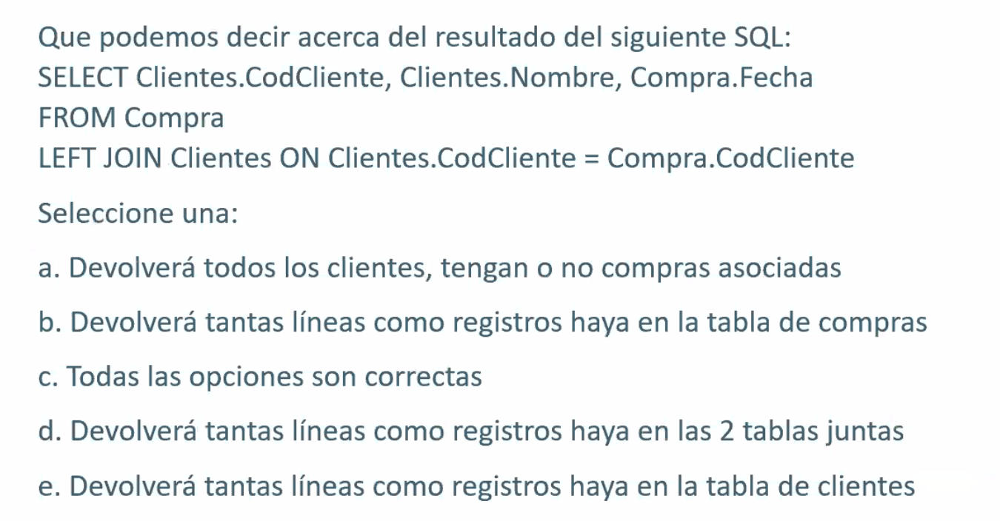 Que podemos decir acerca del resultado del siguiente SQL:
SELECT Clientes.CodCliente, Clientes.Nombre, Compra.Fecha
FROM Compra
LEFT JOIN Clientes ON Clientes.CodCliente = Compra.CodCliente
Seleccione una:
a. Devolverá todos los clientes, tengan o no compras asociadas
b. Devolverá tantas líneas como registros haya en la tabla de compras
c. Todas las opciones son correctas
d. Devolverá tantas líneas como registros haya en las 2 tablas juntas
e. Devolverá tantas líneas como registros haya en la tabla de clientes